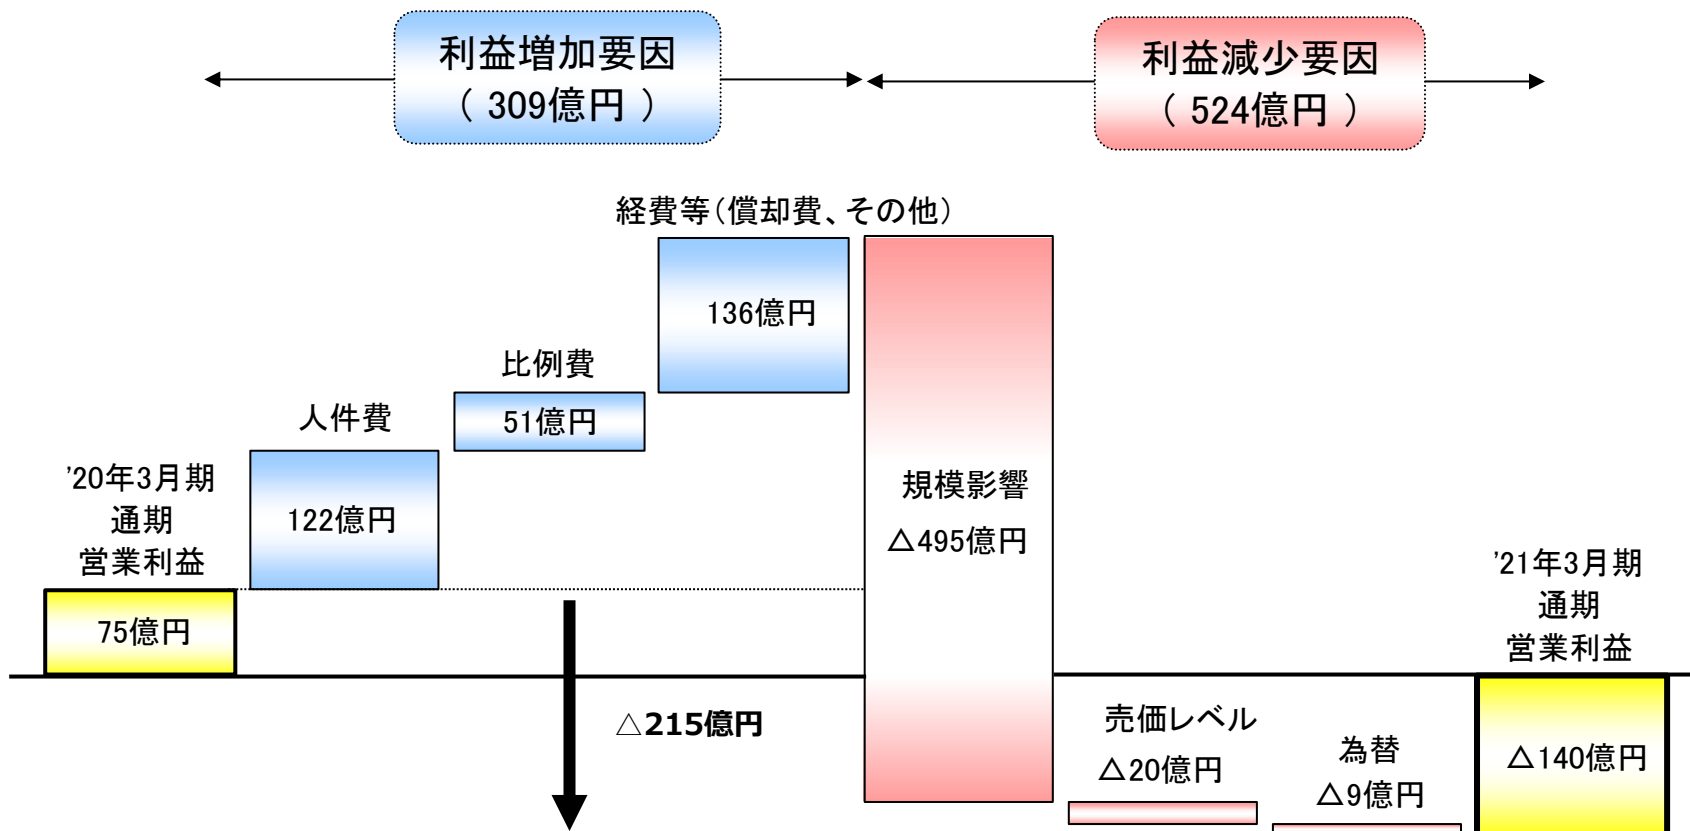 利益増加要因
( 309億円 )
利益減少要因
( 524億円 )
経費等(償却費、その他)
136億円
比例費
51億円
人件費
122億円
'20年3月期
通期
営業利益
75億円
規模影響
△495億円
△215億円
売価レベル
△20億円
為替
△9億円
'21年3月期
通期
営業利益
△140億円